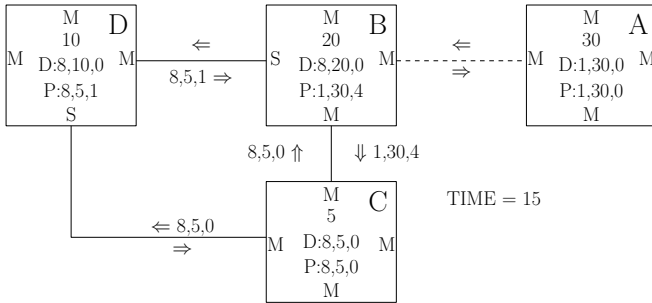 M D
10
M D:8,10,0 M
P:8,5,1
S
⇐
8,5,1 ⇒
M B
20
S D:8,20,0 M
P:1,30,4
M
⇐
⇒
M A
30
M D:1,30,0 M
P:1,30,0
M
8,5,0 ⇑ ⇓ 1,30,4
⇐ 8,5,0
⇒
M C
5
M D:8,5,0 M
P:8,5,0
M
TIME = 15